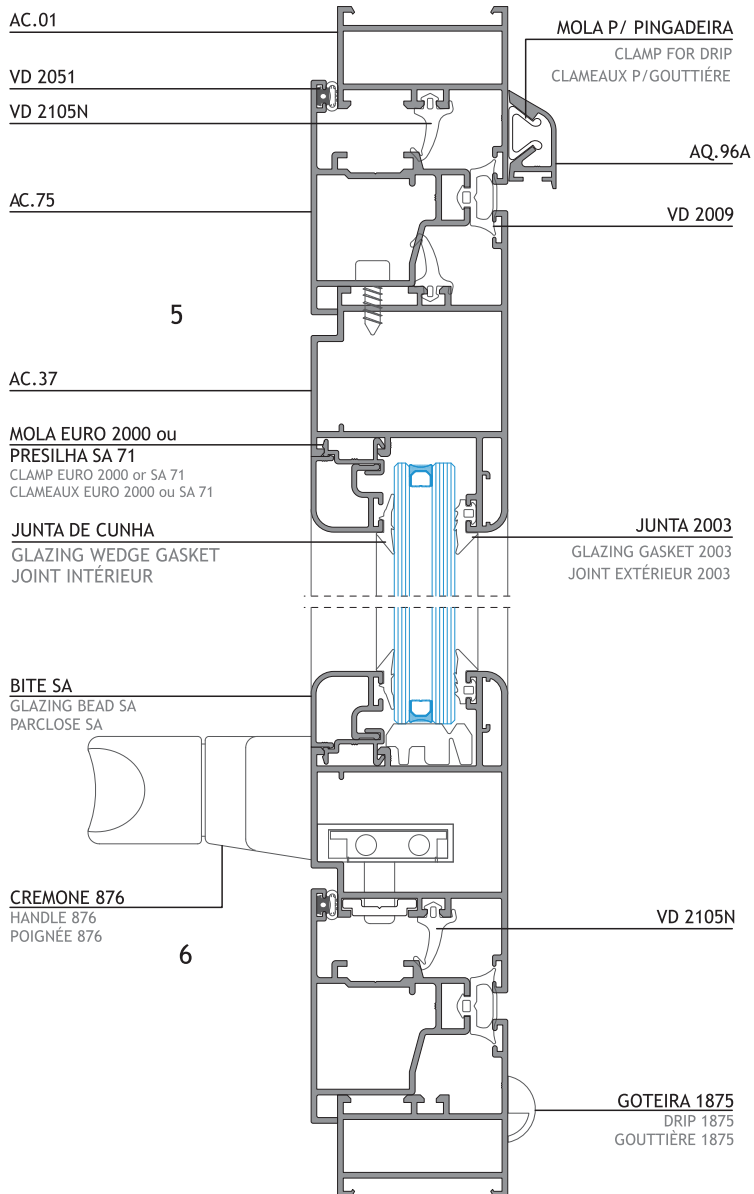 AC.01
MOLA P/ PINGADEIRA
CLAMP FOR DRIP
CLAMEAUX P/GOUTTIÉRE
VD 2051
VD 2105N
AQ.96A
AC.75
VD 2009
5
AC.37
MOLA EURO 2000 ou
PRESILHA SA 71
CLAMP EURO 2000 or SA 71
CLAMEAUX EURO 2000 ou SA 71
JUNTA DE CUNHA
GLAZING WEDGE GASKET
JOINT INTÉRIEUR
JUNTA 2003
GLAZING GASKET 2003
JOINT EXTÉRIEUR 2003
BITE SA
GLAZING BEAD SA
PARCLOSE SA
CREMONE 876
HANDLE 876
POIGNÉE 876
VD 2105N
6
GOTEIRA 1875
DRIP 1875
GOUTTIÈRE 1875